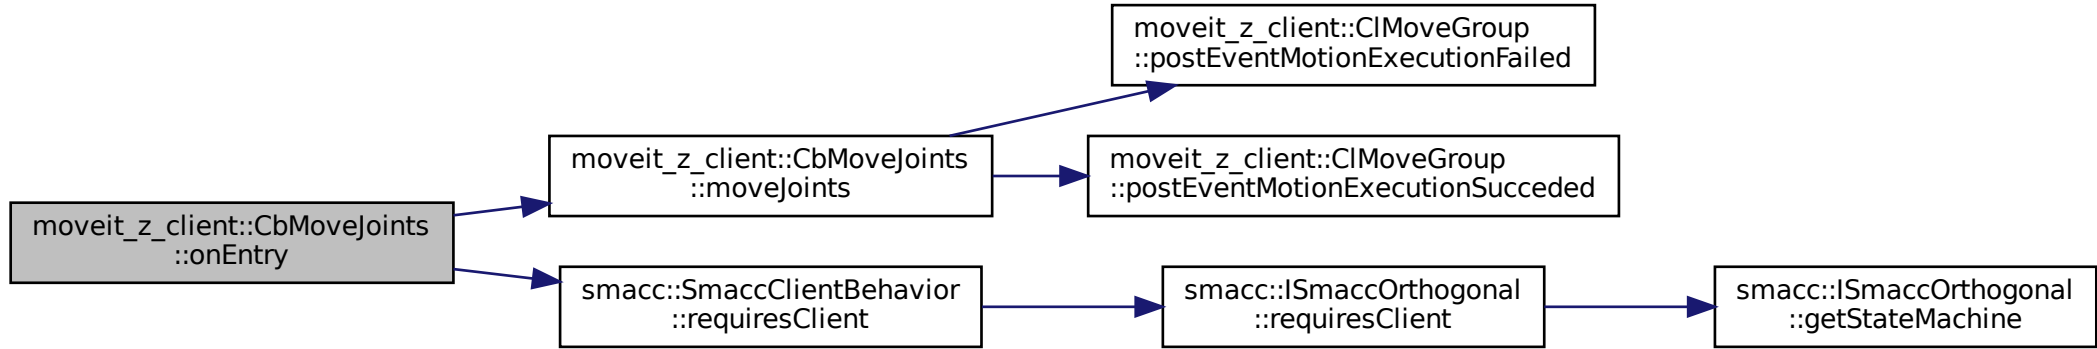 moveit_z_client::ClMoveGroup
::postEventMotionExecutionFailed
moveit_z_client::CbMoveJoints
::moveJoints
moveit_z_client::ClMoveGroup
::postEventMotionExecutionSucceded
moveit_z_client::CbMoveJoints
::onEntry
smacc::SmaccClientBehavior
::requiresClient
smacc::ISmaccOrthogonal
::requiresClient
smacc::ISmaccOrthogonal
::getStateMachine